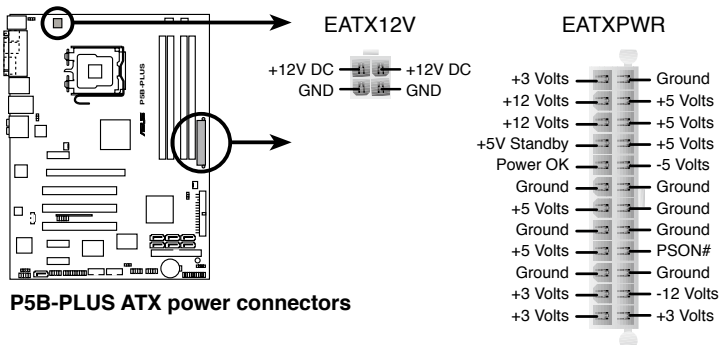 EATX12V
+12V DC +12V DC
GND GND
EATXPWR
+3 Volts Ground
+12 Volts +5 Volts
+12 Volts +5 Volts
+5V Standby +5 Volts
Power OK -5 Volts
Ground Ground
+5 Volts Ground
Ground Ground
+5 Volts PSON#
Ground Ground
+3 Volts -12 Volts
+3 Volts +3 Volts
P5B-PLUS
ASUS
P5B-PLUS ATX power connectors